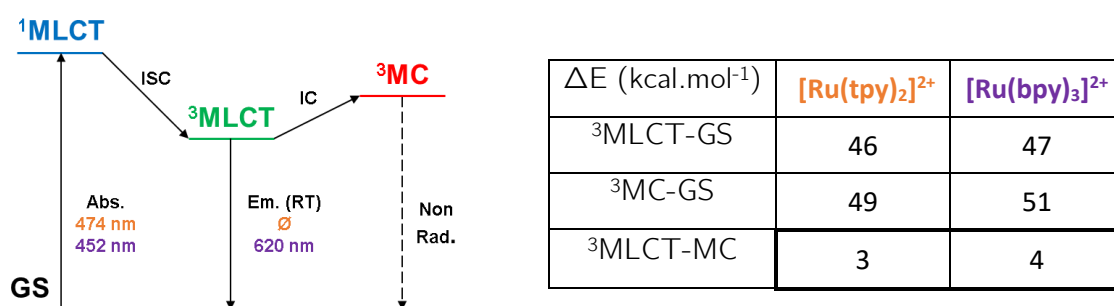 ¹MLCT
ISC
³MC
IC
³MLCT
Abs.
474 nm
452 nm
Em. (RT)
Ø
620 nm
Non
Rad.
GS
ΔE (kcal.mol⁻¹) [Ru(tpy)₂]²⁺ [Ru(bpy)₃]²⁺
³MLCT-GS 46 47
³MC-GS 49 51
³MLCT-MC 3 4